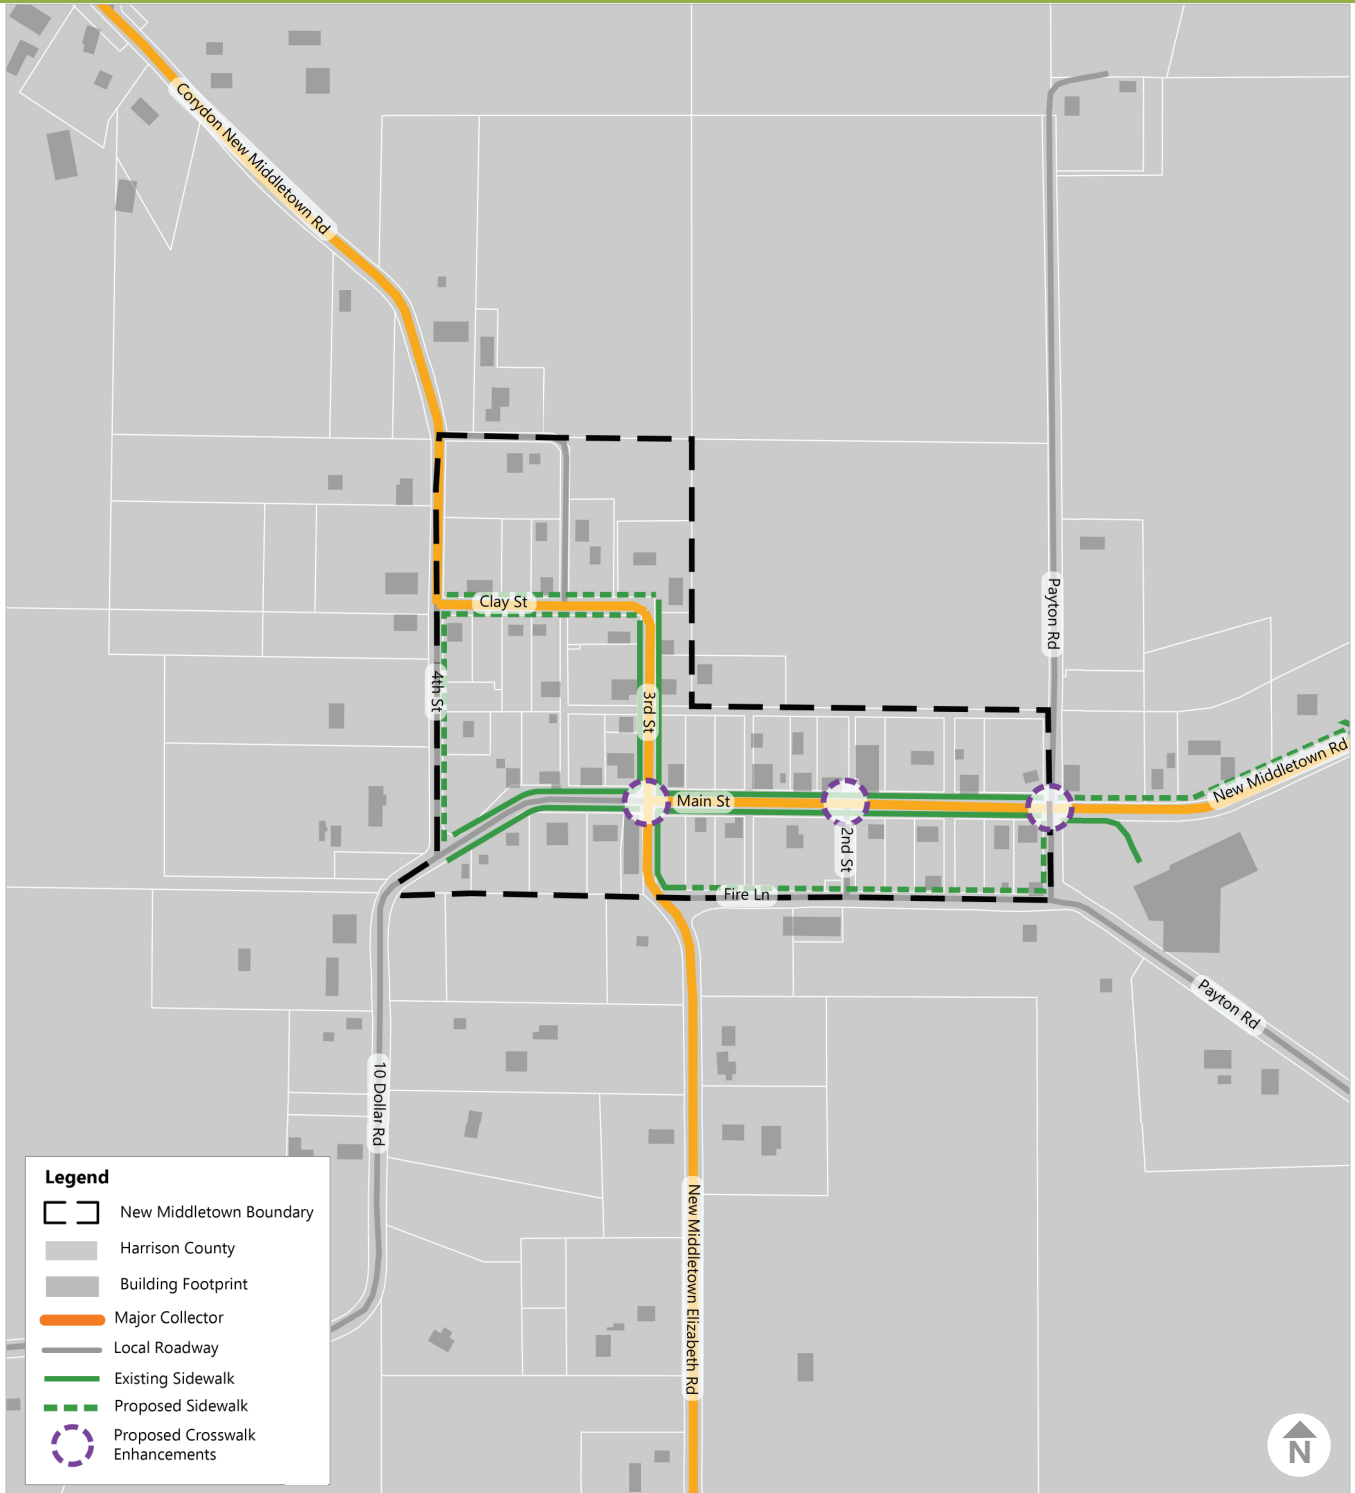 Corydon New Middletown Rd
Payton Rd
Clay St
4th St
3rd St
New Middletown Rd
Main St
2nd St
Fire Ln
Payton Rd
10 Dollar Rd
New Middletown Elizabeth Rd
Legend
New Middletown Boundary
Harrison County
Building Footprint
Major Collector
Local Roadway
Existing Sidewalk
Proposed Sidewalk
Proposed Crosswalk
Enhancements
N